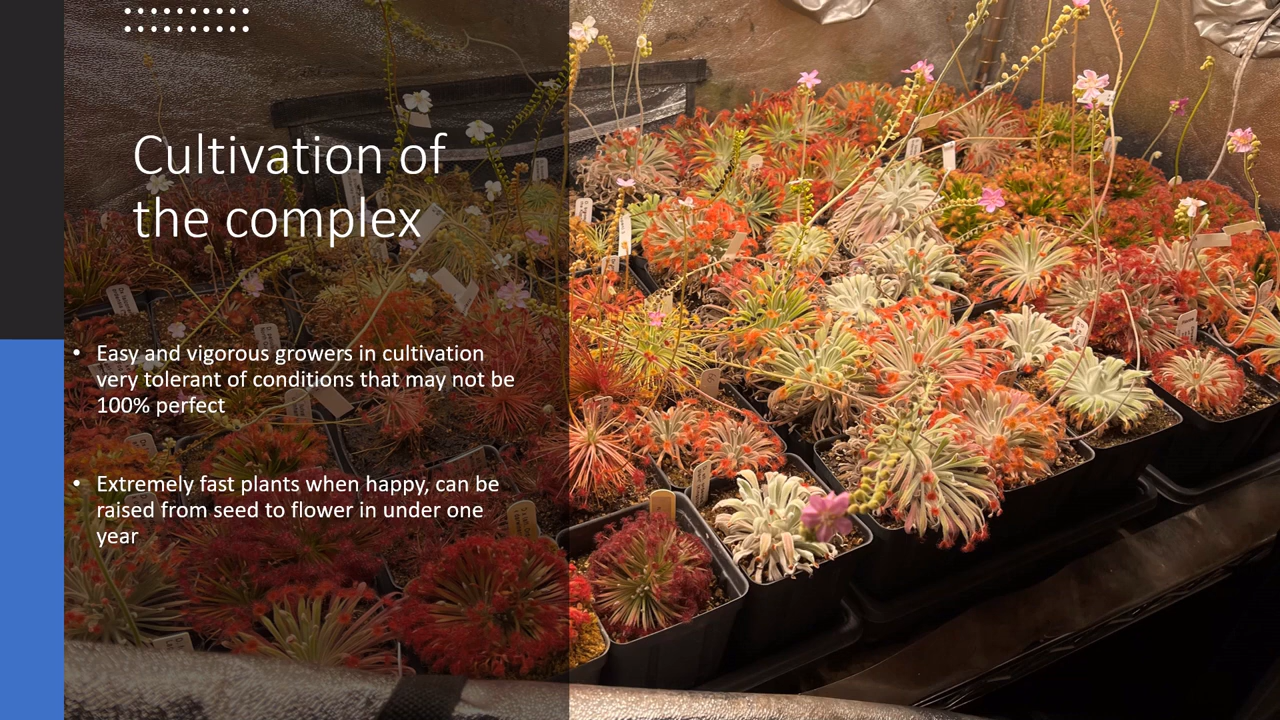 Cultivation of
the complex
• Easy and vigorous growers in cultivation
very tolerant of conditions that may not be
100% perfect
• Extremely fast plants when happy, can be
raised from seed to flower in under one
year